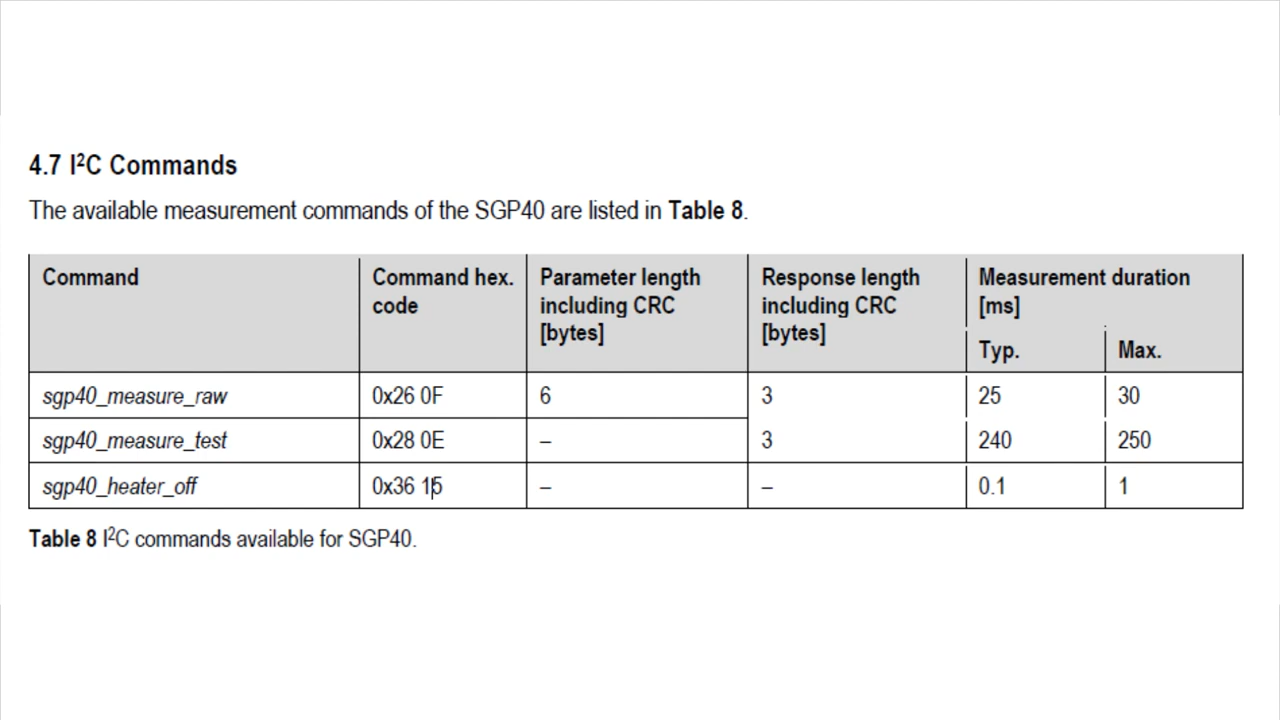 4.7 I²C Commands
The available measurement commands of the SGP40 are listed in Table 8.
Command Command hex. code Parameter length including CRC [bytes] Response length including CRC [bytes] Measurement duration [ms]
Typ. Max.
sgp40_measure_raw 0x26 0F 6 3 25 30
sgp40_measure_test 0x28 0E – 3 240 250
sgp40_heater_off 0x36 15 – – 0.1 1
Table 8 I²C commands available for SGP40.